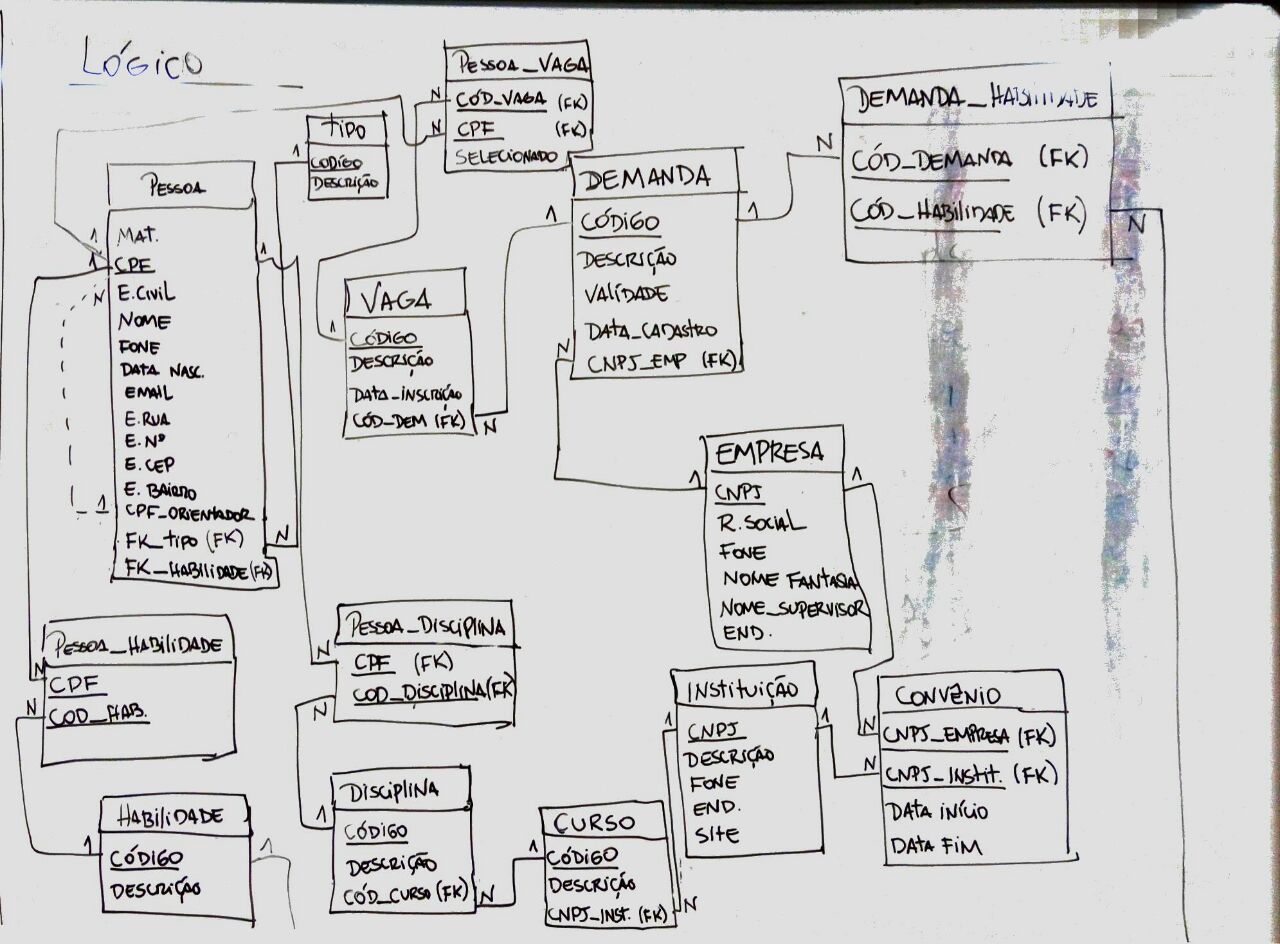 LÓGICO
PESSOA_VAGA
CÓD_VAGA (FK)
CPF (FK)
SELECIONADO
N
N
TIPO
CODIGO
DESCRIÇÃO
1
DEMANDA_HABILIDADE
CÓD_DEMANDA (FK)
CÓD_HABILIDADE (FK)
N
N
PESSOA
MAT.
CPF
E.CIVIL
NOME
FONE
DATA NASC.
EMAIL
E.RUA
E.Nº
E.CEP
E. BAIRRO
CPF_ORIENTADOR
FK_TIPO (FK)
FK_HABILIDADE (FK)
1
1
N
1
1
N
DEMANDA
CÓDIGO
DESCRIÇÃO
VALIDADE
DATA_CADASTRO
CNPJ_EMP (FK)
1
1
N
VAGA
CÓDIGO
DESCRIÇÃO
DATA_INSCRIÇÃO
CÓD_DEM (FK)
1
N
EMPRESA
CNPJ
R.SOCIAL
FONE
NOME FANTASIA
NOME_SUPERVISOR
END.
1
1
PESSOA_HABILIDADE
CPF
COD_HAB.
N
N
PESSOA_DISCIPLINA
CPF (FK)
COD_DISCIPLINA (FK)
N
N
INSTITUIÇÃO
CNPJ
DESCRIÇÃO
FONE
END.
SITE
1
1
CONVÊNIO
CNPJ_EMPRESA (FK)
CNPJ_INSTIT. (FK)
DATA INÍCIO
DATA FIM
N
N
HABILIDADE
CÓDIGO
DESCRIÇÃO
1
1
DISCIPLINA
CÓDIGO
DESCRIÇÃO
CÓD_CURSO (FK)
1
N
CURSO
CÓDIGO
DESCRIÇÃO
CNPJ_INST. (FK)
1
N